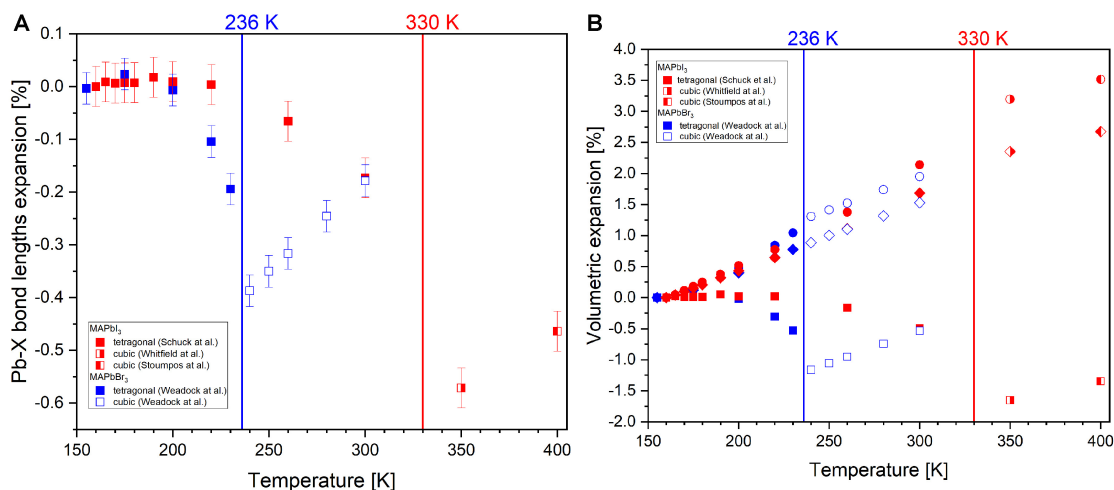 A
236 K
330 K
0.1
0.0
-0.1
-0.2
-0.3
-0.4
-0.5
-0.6
Pb-X bond lengths expansion [%]
MAPbI3
tetragonal (Schuck et al.)
cubic (Whitfield at al.)
cubic (Stoumpos at al.)
MAPbBr3
tetragonal (Weadock at al.)
cubic (Weadock at al.)
150
200
250
300
350
400
Temperature [K]
B
236 K
330 K
4.0
3.5
3.0
2.5
2.0
1.5
1.0
0.5
0.0
-0.5
-1.0
-1.5
-2.0
Volumetric expansion [%]
MAPbI3
tetragonal (Schuck et al.)
cubic (Whitfield at al.)
cubic (Stoumpos at al.)
MAPbBr3
tetragonal (Weadock at al.)
cubic (Weadock at al.)
150
200
250
300
350
400
Temperature [K]